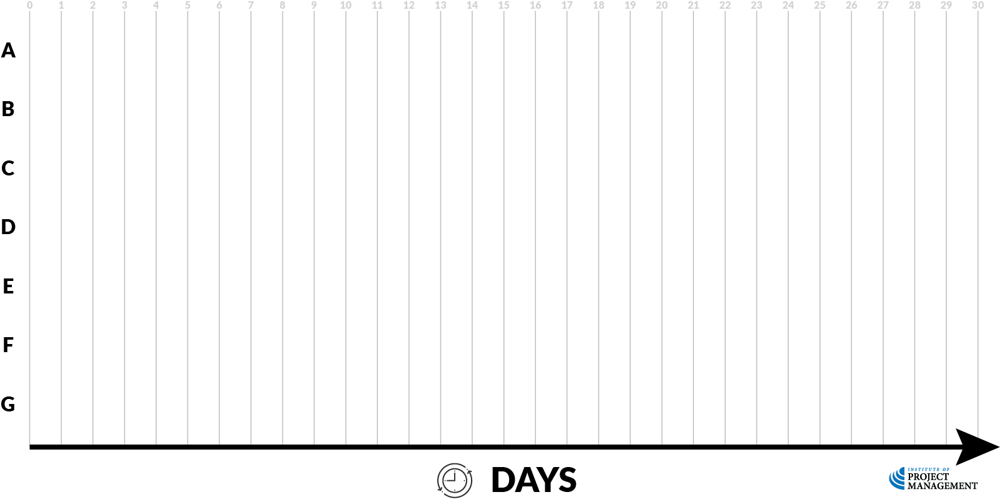 0 1 2 3 4 5 6 7 8 9 10 11 12 13 14 15 16 17 18 19 20 21 22 23 24 25 26 27 28 29 30
A
B
C
D
E
F
G
DAYS
INSTITUTE OF
PROJECT
MANAGEMENT